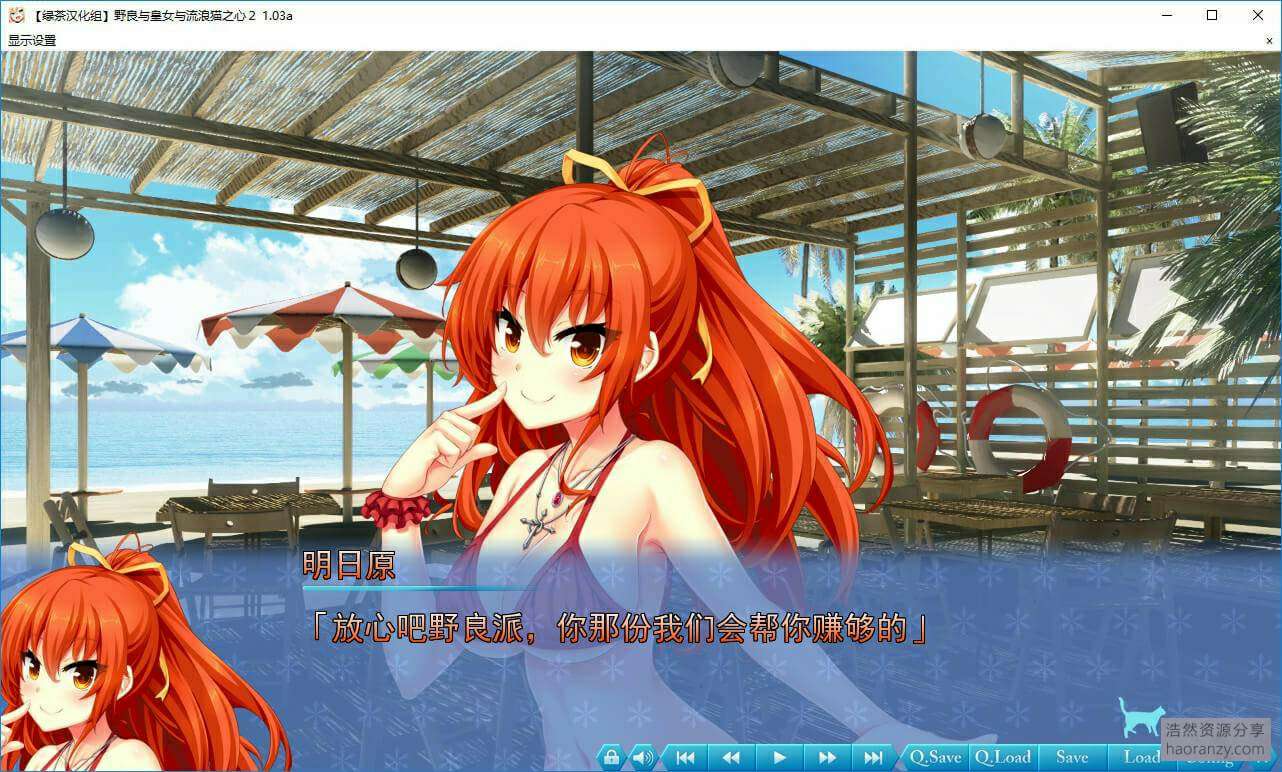 【绿茶汉化组】野良与皇女与流浪猫之心２ 1.03a
显示设置
明日原
「放心吧野良派，你那份我们会帮你赚够的」
Q.Save Q.Load Save Load
浩然资源分享
haoranzy.com